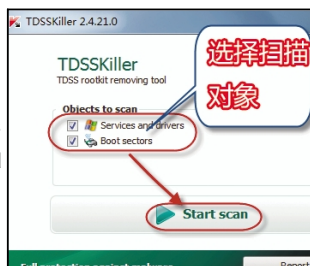 TDSSKiller 2.4.21.0
TDSSKiller
TDSS rootkit removing tool
选择扫描
对象
Objects to scan
Services and drivers
Boot sectors
Start scan
Report